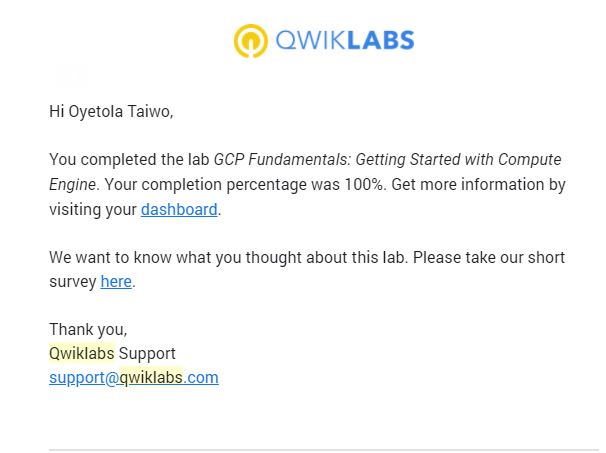 QWIKLABS
Hi Oyetola Taiwo,
You completed the lab GCP Fundamentals: Getting Started with Compute
Engine. Your completion percentage was 100%. Get more information by
visiting your dashboard.
We want to know what you thought about this lab. Please take our short
survey here.
Thank you,
Qwiklabs Support
support@qwiklabs.com